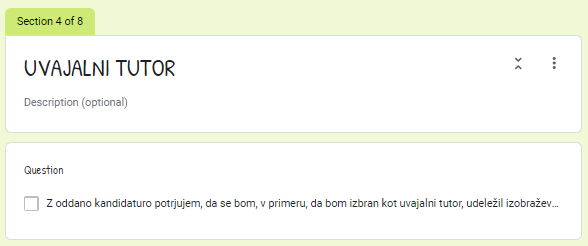 Section 4 of 8
UVAJALNI TUTOR
Description (optional)
Question
Z oddano kandidaturo potrjujem, da se bom, v primeru, da bom izbran kot uvajalni tutor, udeležil izobražev...